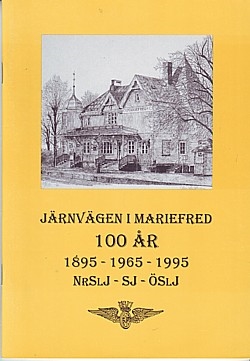 JÄRNVÄGEN I MARIEFRED
100 ÅR
1895 - 1965 - 1995
NRSLJ - SJ - ÖSLJ